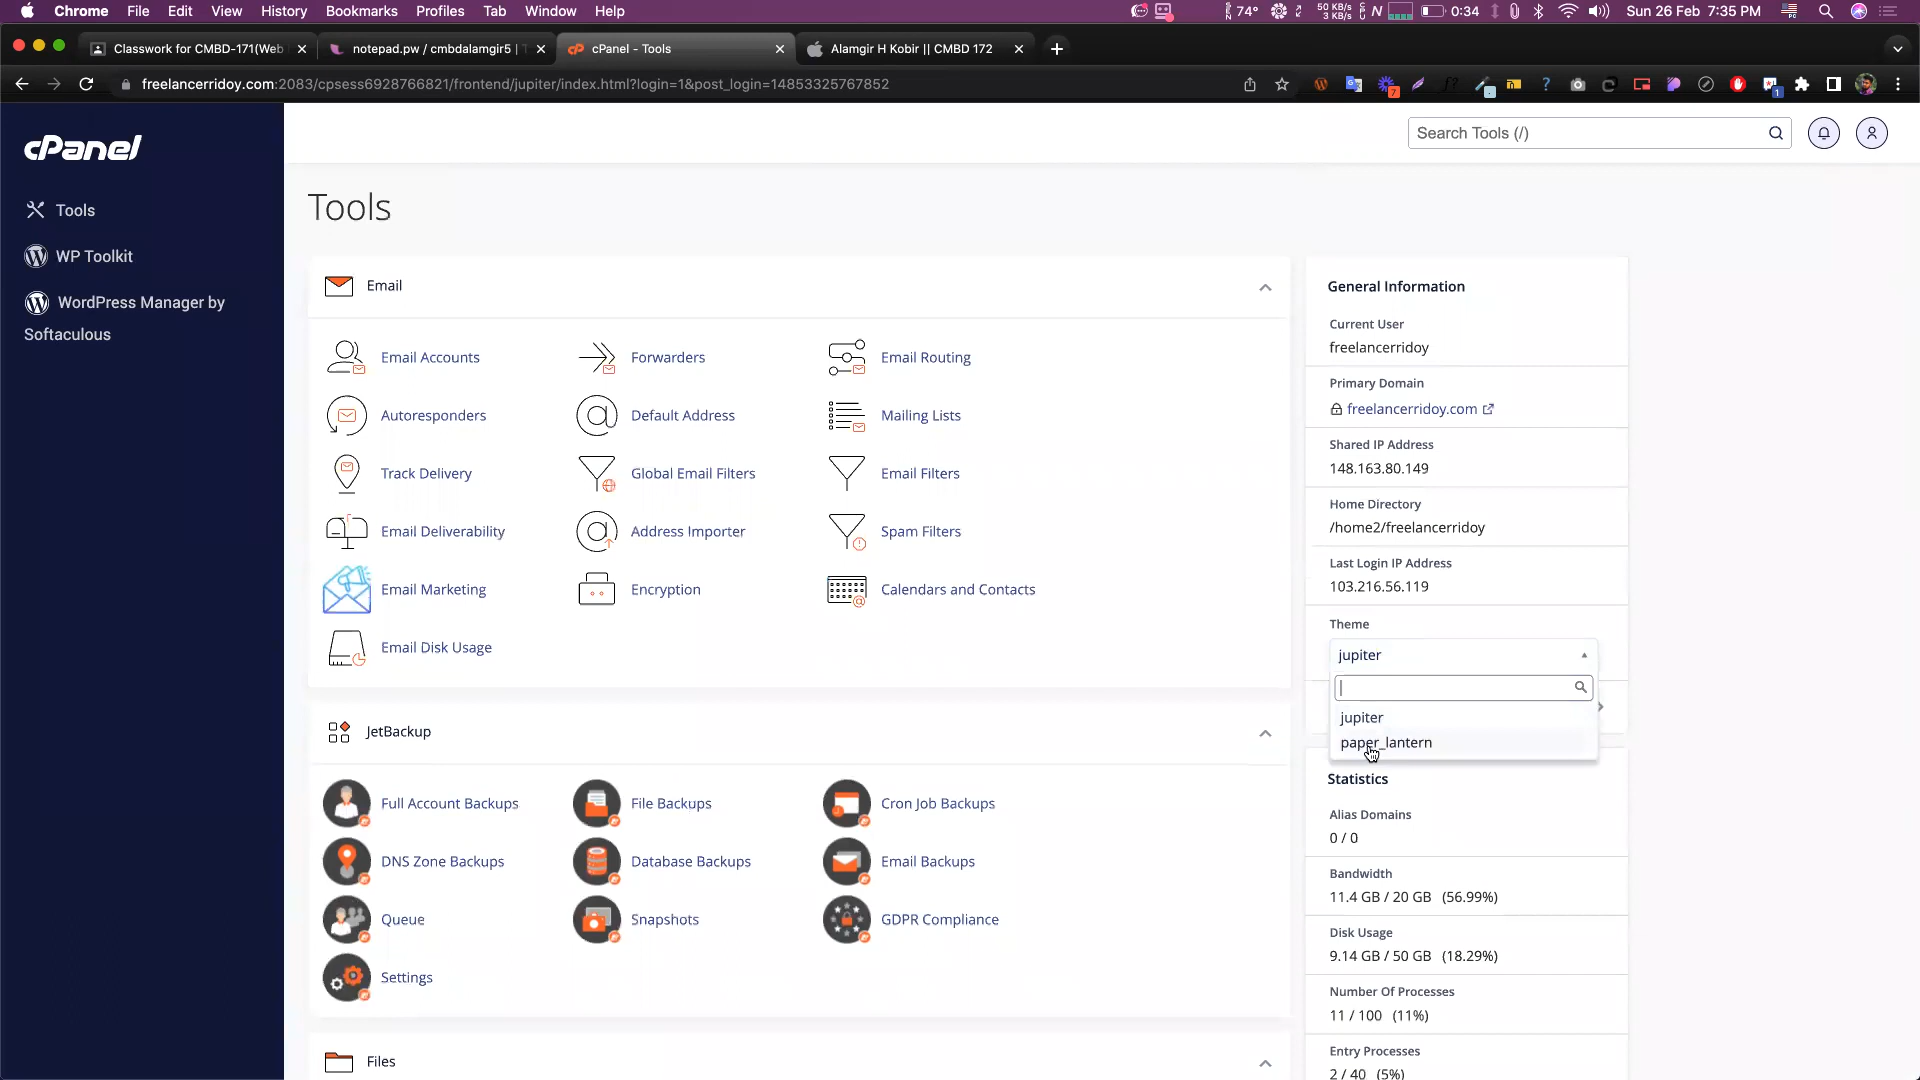 Chrome File Edit View History Bookmarks Profiles Tab Window Help
74° 50 KB/s 3 KB/s N 0:34 Sun 26 Feb 7:35 PM
Classwork for CMBD-171(Web
notepad.pw / cmbdalamgir5 |
cPanel - Tools
Alamgir H Kobir || CMBD 172
freelancerridoy.com:2083/cpsess6928766821/frontend/jupiter/index.html?login=1&post_login=14853325767852
7
1
cPanel
Search Tools (/)
Tools
WP Toolkit
WordPress Manager by
Softaculous
Tools
Email
Email Accounts
Forwarders
Email Routing
Autoresponders
Default Address
Mailing Lists
Track Delivery
Global Email Filters
Email Filters
Email Deliverability
Address Importer
Spam Filters
Email Marketing
Encryption
Calendars and Contacts
Email Disk Usage
JetBackup
Full Account Backups
File Backups
Cron Job Backups
DNS Zone Backups
Database Backups
Email Backups
Queue
Snapshots
GDPR Compliance
Settings
Files
General Information
Current User
freelancerridoy
Primary Domain
freelancerridoy.com
Shared IP Address
148.163.80.149
Home Directory
/home2/freelancerridoy
Last Login IP Address
103.216.56.119
Theme
jupiter
jupiter
paper_lantern
Statistics
Alias Domains
0 / 0
Bandwidth
11.4 GB / 20 GB (56.99%)
Disk Usage
9.14 GB / 50 GB (18.29%)
Number Of Processes
11 / 100 (11%)
Entry Processes
2 / 40 (5%)